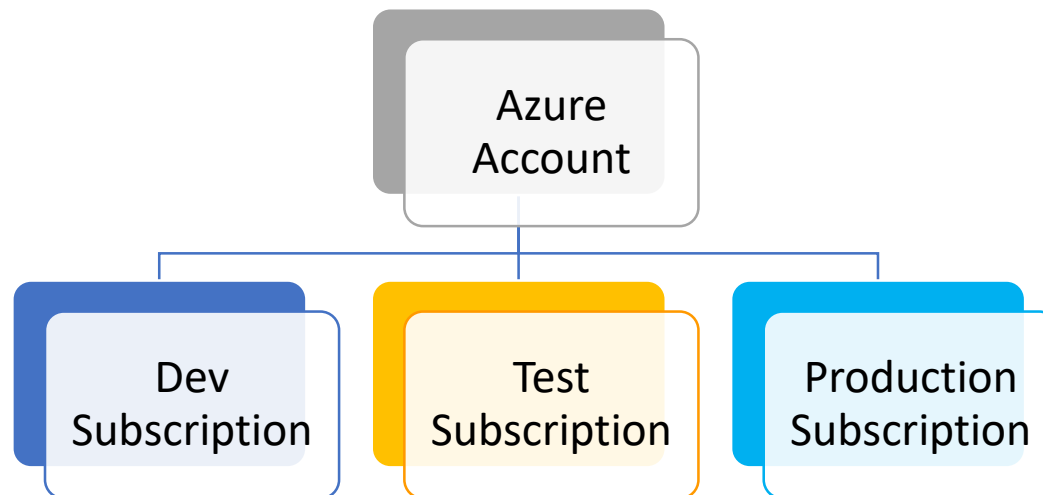 Azure
Account
Dev
Subscription
Test
Subscription
Production
Subscription